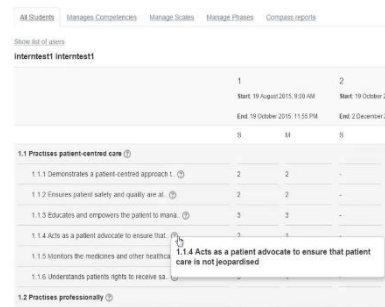 All Students Manages Competencies Manage Scales Manage Phases Compass reports
Show list of users
interntest1 interntest1
1 2
Start: 19 August 2015, 9:00 AM Start: 19 October 2
End: 19 October 2015, 11:55 PM End: 2 December
S M S
1.1 Practises patient-centred care
1.1.1 Demonstrates a patient-centred approach t.. 2 2 -
1.1.2 Ensures patient safety and quality are at.. 2 2 -
1.1.3 Educates and empowers the patient to mana.. 3 3 -
1.1.4 Acts as a patient advocate to ensure that..
1.1.4 Acts as a patient advocate to ensure that patient
care is not jeopardised
1.1.5 Monitors the medicines and other healthca
1.1.6 Understands patients rights to receive sa..
1.2 Practises professionally